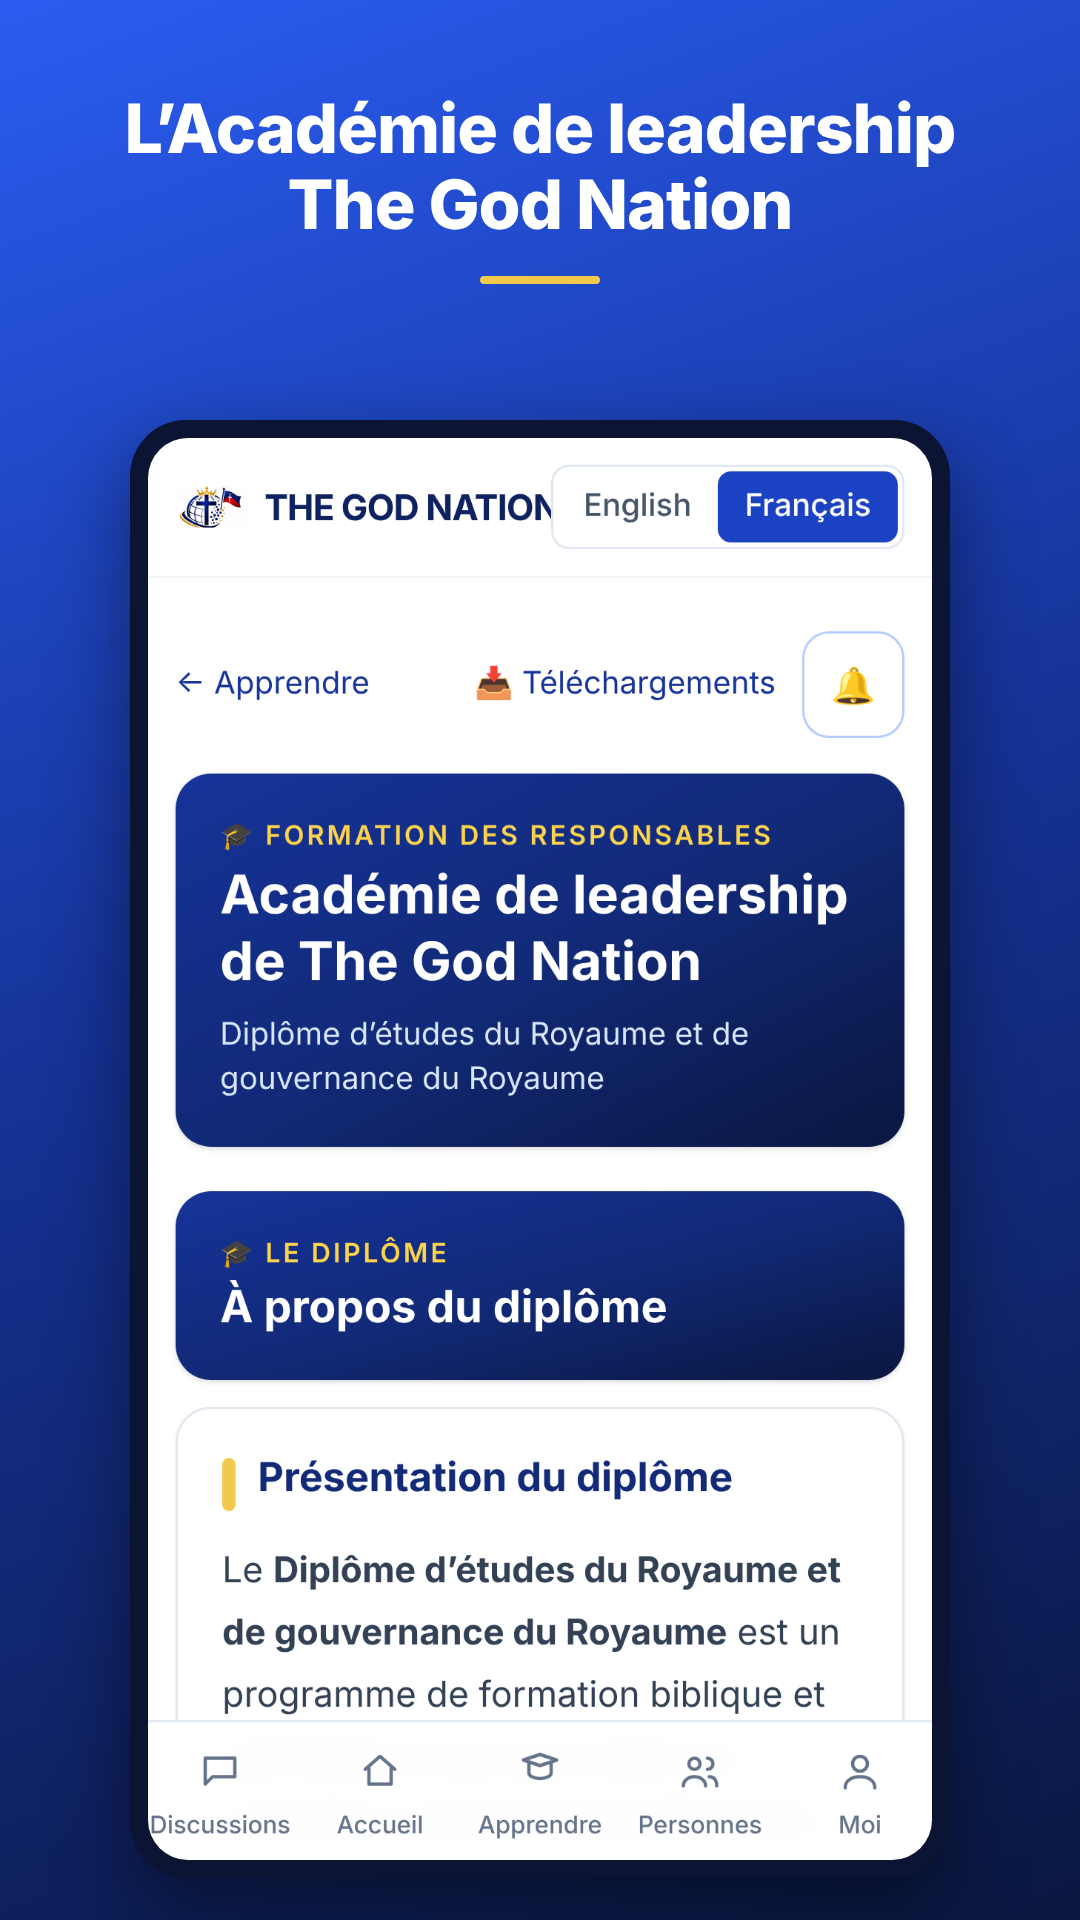 L’Académie de leadership
The God Nation
THE GOD NATION
English
Français
← Apprendre
📥 Téléchargements
🔔
🎓 FORMATION DES RESPONSABLES
Académie de leadership
de The God Nation
Diplôme d’études du Royaume et de
gouvernance du Royaume
🎓 LE DIPLÔME
À propos du diplôme
Présentation du diplôme
Le Diplôme d’études du Royaume et
de gouvernance du Royaume est un
programme de formation biblique et
Discussions
Accueil
Apprendre
Personnes
Moi